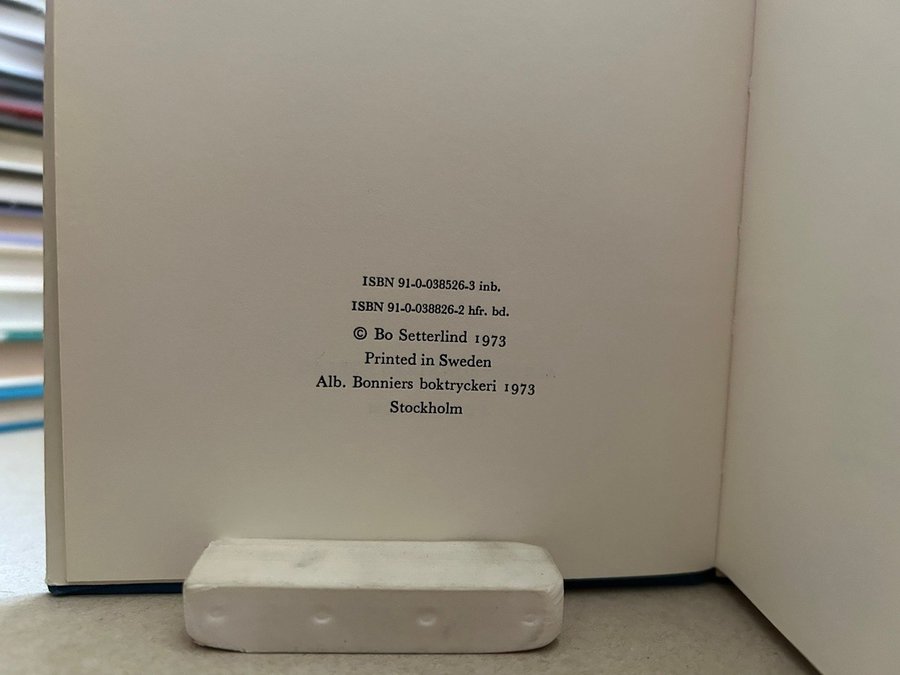 ISBN 91-0-038526-3 inb.
ISBN 91-0-038826-2 hfr. bd.
© Bo Setterlind 1973
Printed in Sweden
Alb. Bonniers boktryckeri 1973
Stockholm